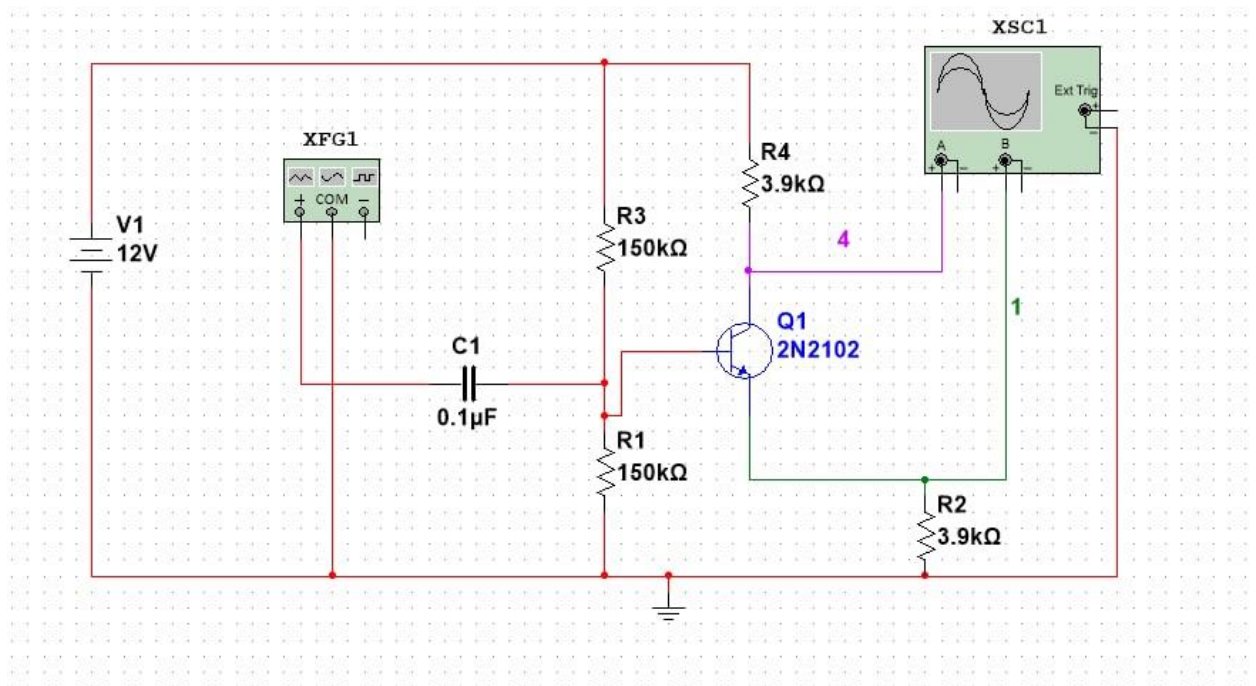 XSC1
Ext Trig
+
−
A
B
+ −
+ −
XFG1
+ COM −
R4
3.9kΩ
V1
12V
R3
150kΩ
4
1
Q1
2N2102
C1
0.1µF
R1
150kΩ
R2
3.9kΩ